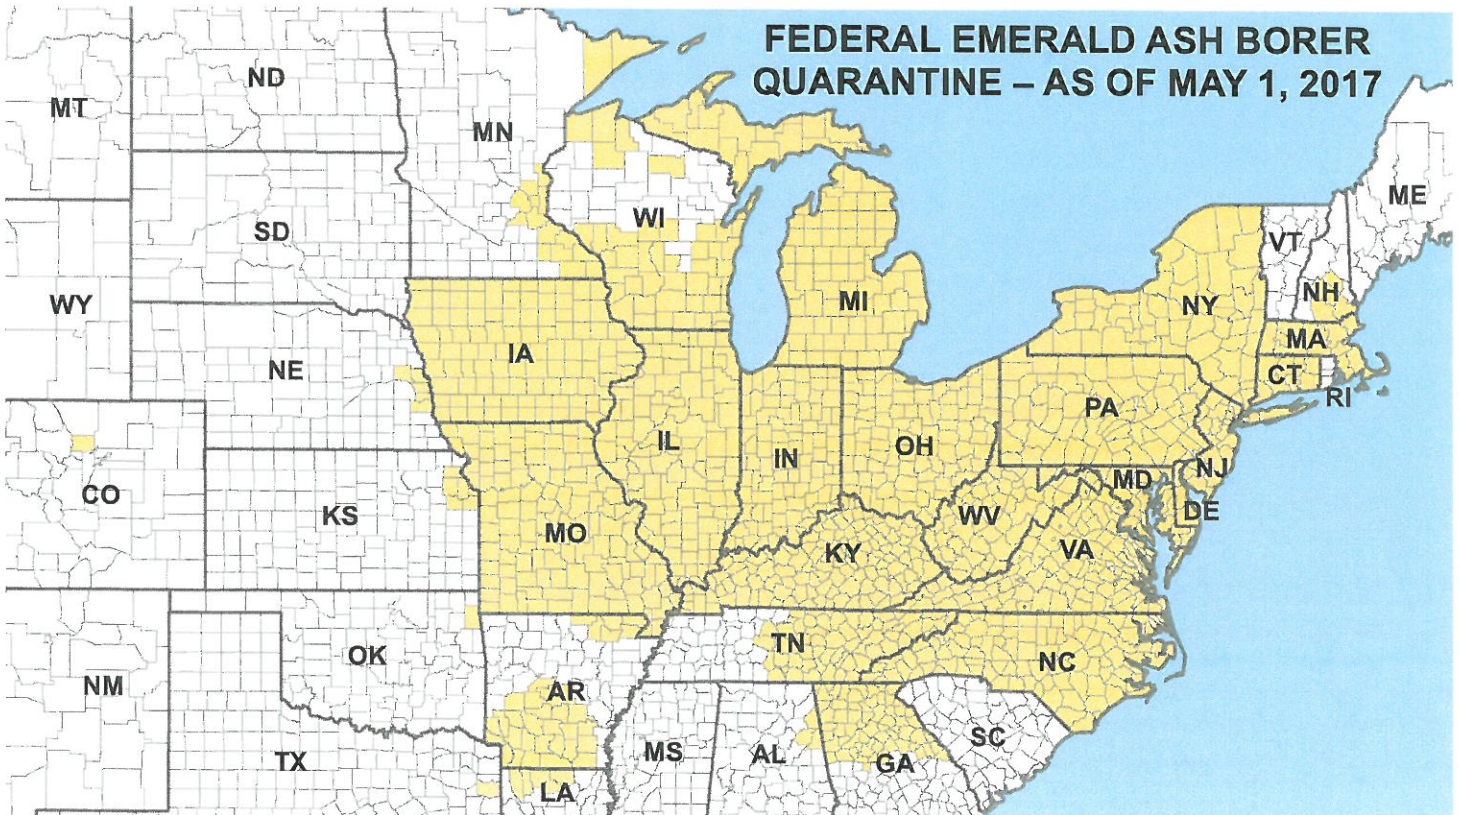 FEDERAL EMERALD ASH BORER
QUARANTINE – AS OF MAY 1, 2017
ND
MT
MN
ME
WI
SD
VT
WY
MI
NY
NH
IA
MA
NE
CT
RI
PA
IL
IN
OH
NJ
MD
CO
KS
WV
DE
MO
KY
VA
TN
OK
NC
NM
AR
TX
MS
AL
SC
GA
LA